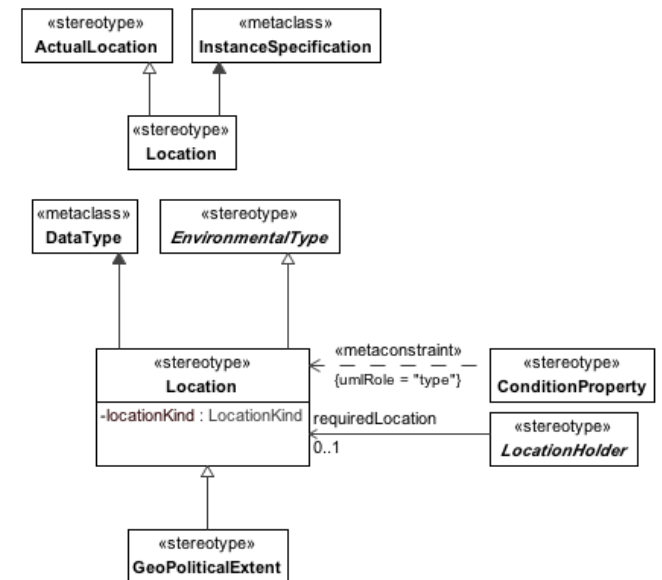 «stereotype»
ActualLocation
«metaclass»
InstanceSpecification
«stereotype»
Location
«metaclass»
DataType
«stereotype»
EnvironmentalType
«stereotype»
Location
-locationKind : LocationKind
«metaconstraint»
{umlRole = "type"}
«stereotype»
ConditionProperty
requiredLocation
0..1
«stereotype»
LocationHolder
«stereotype»
GeoPoliticalExtent